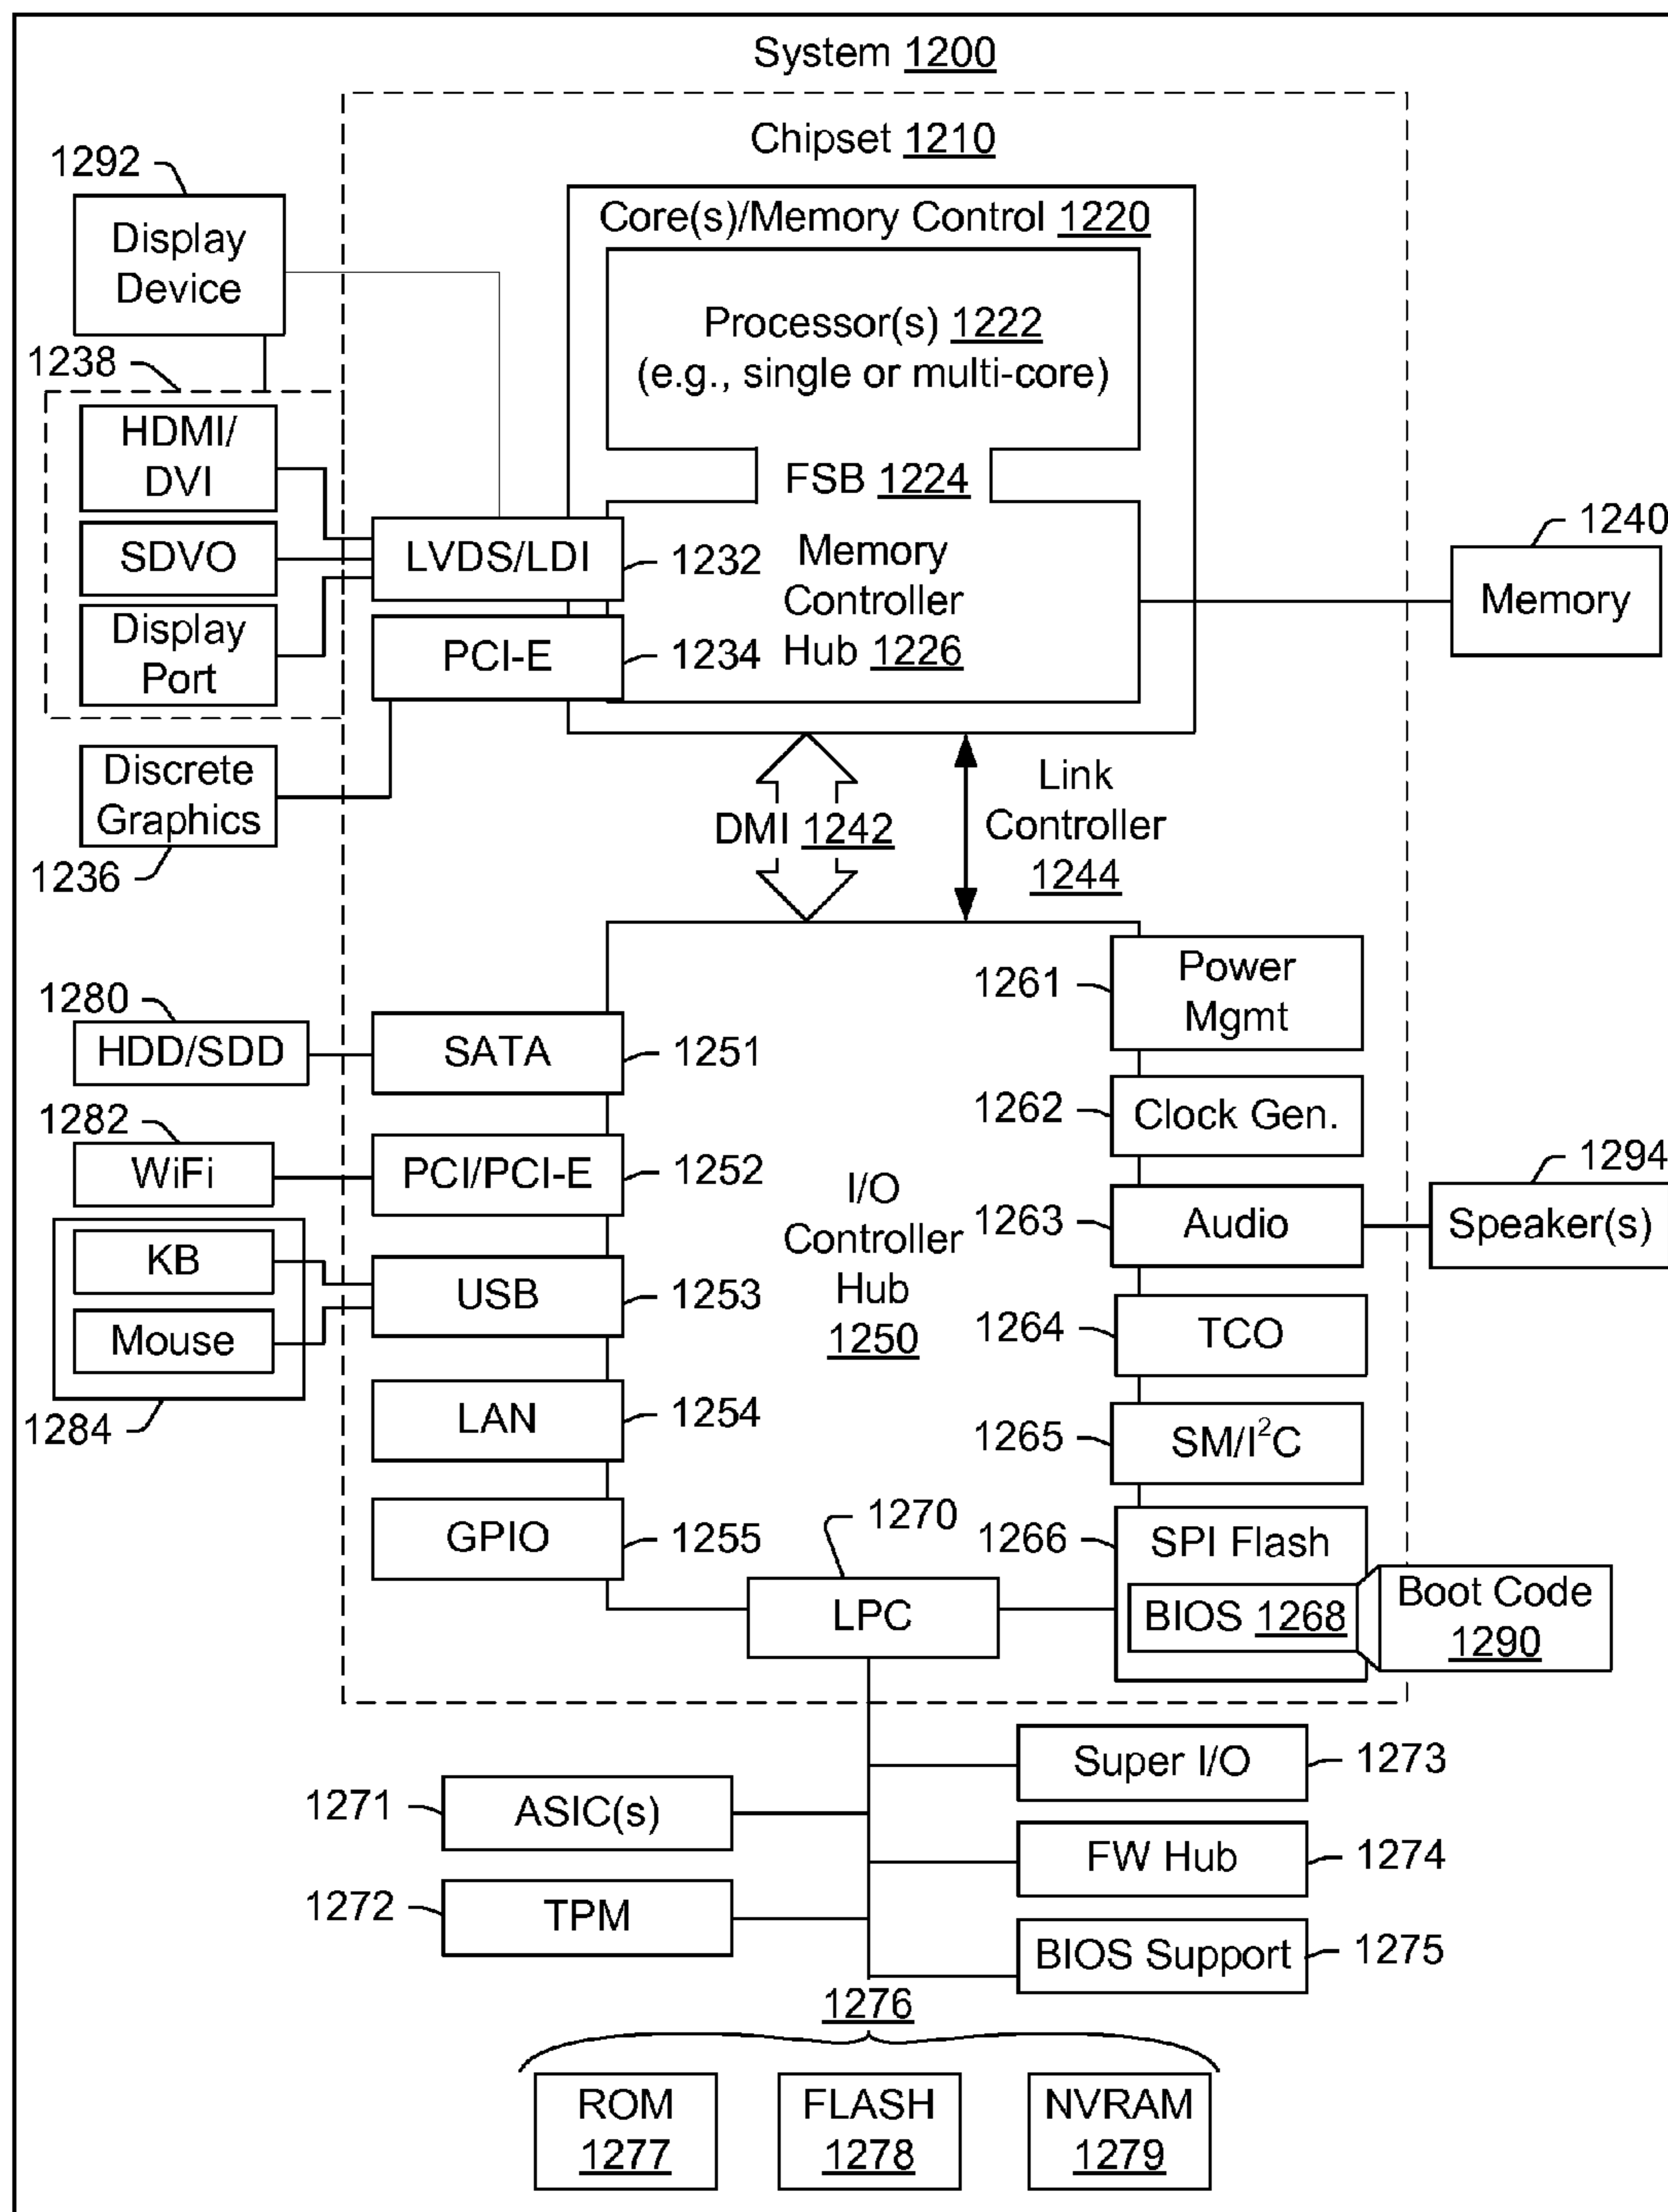 System 1200
Chipset 1210
1292
Display
Device
Core(s)/Memory Control 1220
Processor(s) 1222
(e.g., single or multi-core)
FSB 1224
1238
HDMI/
DVI
SDVO
Display
Port
LVDS/LDI
1232
PCI-E
1234
Memory
Controller
Hub 1226
1240
Memory
Discrete
Graphics
1236
DMI 1242
Link
Controller
1244
1280
HDD/SDD
SATA
1251
1282
WiFi
PCI/PCI-E
1252
KB
Mouse
1284
USB
1253
LAN
1254
GPIO
1255
I/O
Controller
Hub
1250
1261
Power
Mgmt
1262
Clock Gen.
1263
Audio
1294
Speaker(s)
1264
TCO
1265
SM/I²C
1266
SPI Flash
BIOS 1268
Boot Code
1290
1270
LPC
1271
ASIC(s)
1272
TPM
Super I/O
1273
FW Hub
1274
BIOS Support
1275
1276
ROM
1277
FLASH
1278
NVRAM
1279